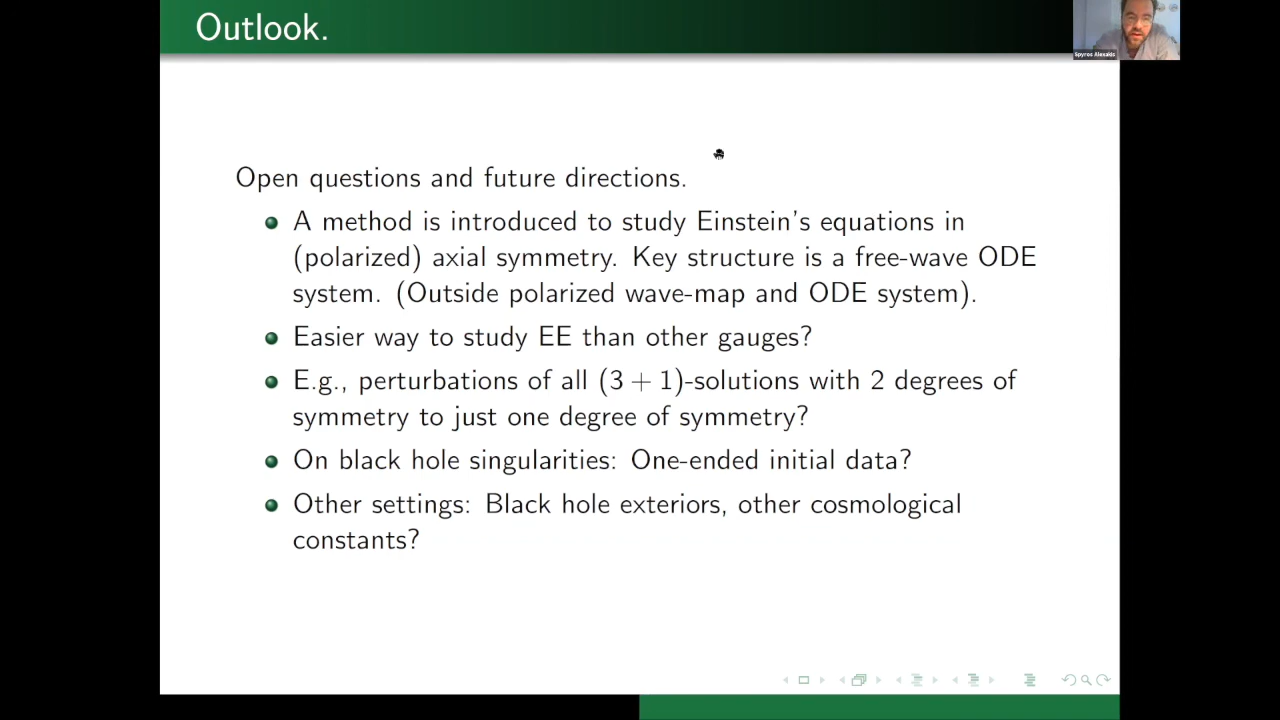 Outlook.
Spyros Alexakis
Open questions and future directions.
A method is introduced to study Einstein's equations in
(polarized) axial symmetry. Key structure is a free-wave ODE
system. (Outside polarized wave-map and ODE system).
Easier way to study EE than other gauges?
E.g., perturbations of all (3 + 1)-solutions with 2 degrees of
symmetry to just one degree of symmetry?
On black hole singularities: One-ended initial data?
Other settings: Black hole exteriors, other cosmological
constants?